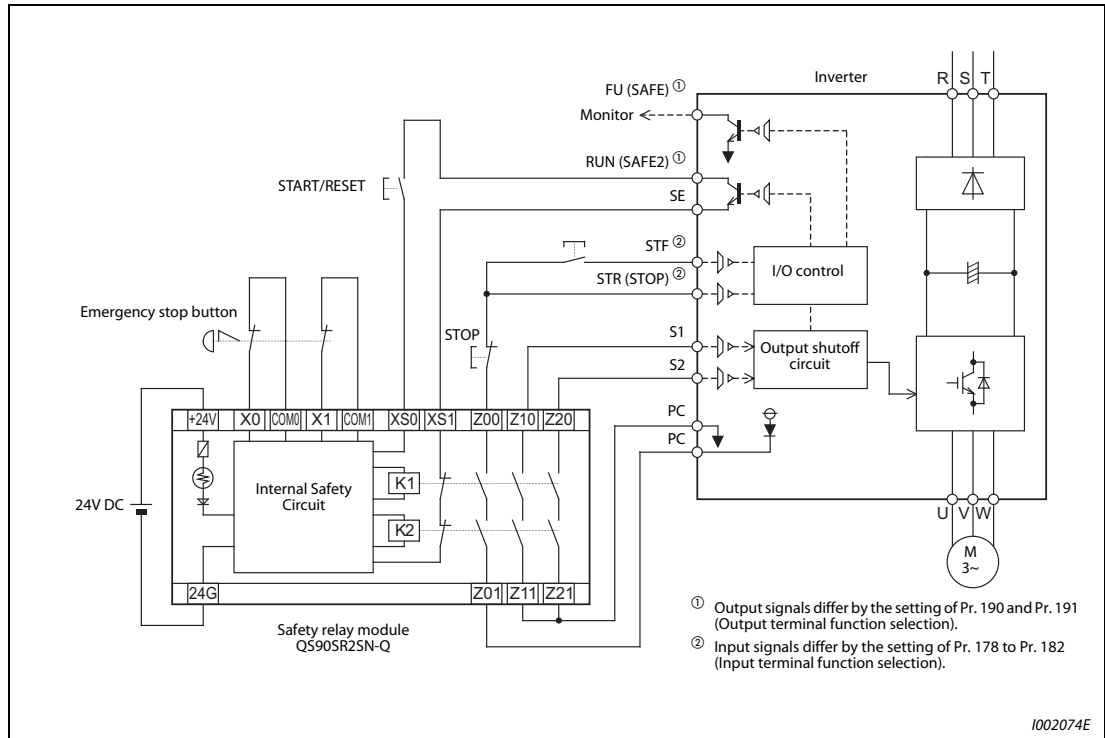 Inverter
R S T
FU (SAFE) ①
Monitor
RUN (SAFE2) ①
START/RESET
SE
STF ②
I/O control
STR (STOP) ②
Emergency stop button
STOP
S1
Output shutoff
circuit
S2
PC
PC
+24V X0 COM0 X1 COM1 XS0 XS1 Z00 Z10 Z20
K1
Internal Safety
Circuit
24V DC
K2
U V W
M
3~
24G Z01 Z11 Z21
Safety relay module
QS90SR2SN-Q
① Output signals differ by the setting of Pr. 190 and Pr. 191
(Output terminal function selection).
② Input signals differ by the setting of Pr. 178 to Pr. 182
(Input terminal function selection).
I002074E